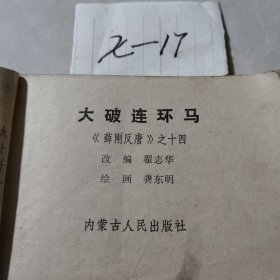 X-17
大破连环马
《薛刚反唐》之十四
改编 翟志华
绘画 龚东明
内蒙古人民出版社